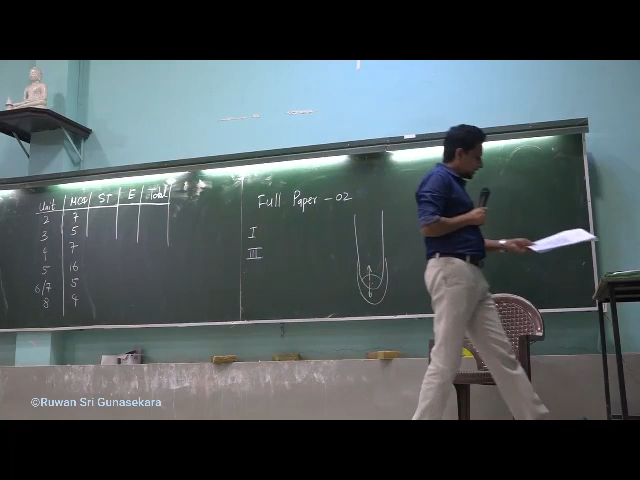 Unit MCQ ST E Total
2 7
3 5
4 7
5 16
6/7 5
8 4
Full Paper - 02
I
III
©Ruwan Sri Gunasekara